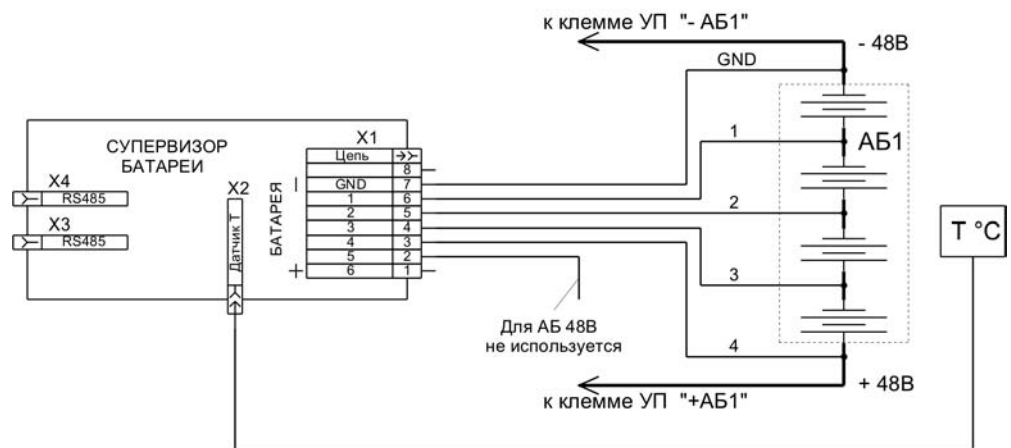 к клемме УП "- АБ1"
- 48В
GND
СУПЕРВИЗОР
БАТАРЕИ
X1
Цепь
8
GND 7
1 6
2 5
3 4
4 3
5 2
6 1
БАТАРЕЯ
−
+
X4
RS485
X3
RS485
X2
Датчик Т
1
2
3
4
АБ1
T °C
Для АБ 48В
не используется
+ 48В
к клемме УП "+АБ1"